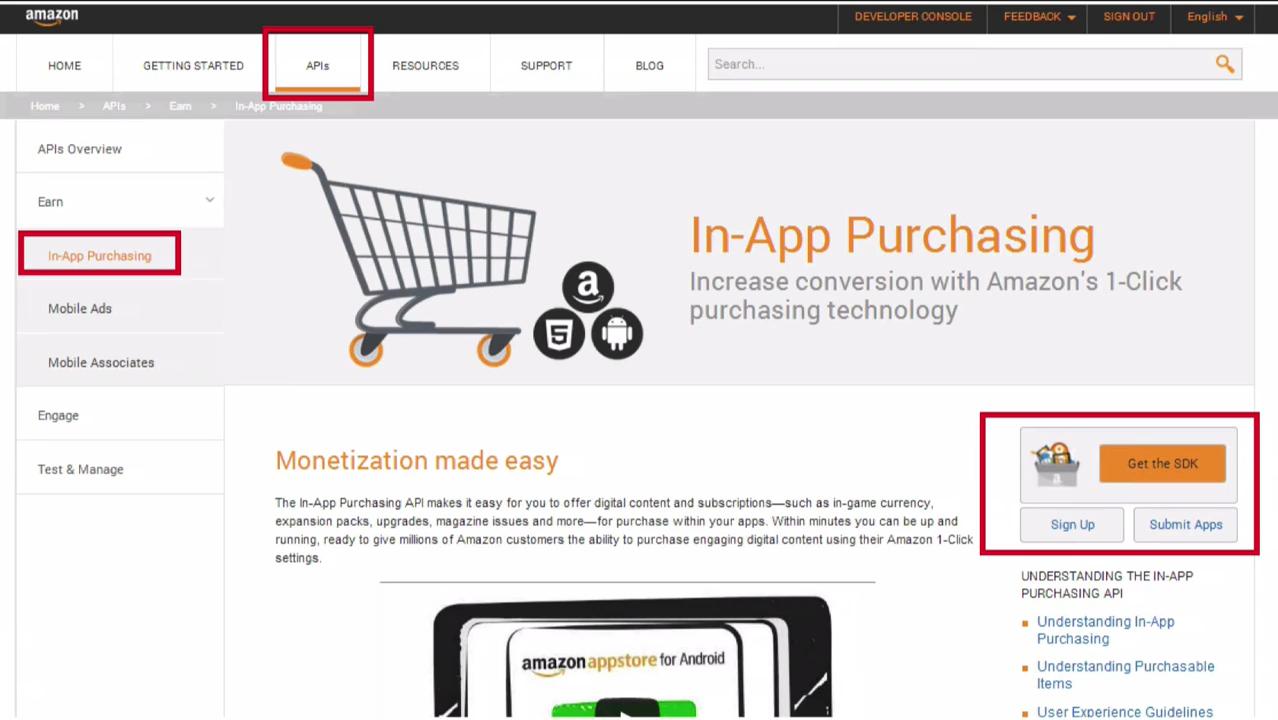 amazon
DEVELOPER CONSOLE
FEEDBACK
SIGN OUT
English
HOME
GETTING STARTED
APIs
RESOURCES
SUPPORT
BLOG
Search...
Home > APIs > Earn > In-App Purchasing
APIs Overview
Earn
In-App Purchasing
Mobile Ads
Mobile Associates
Engage
Test & Manage
In-App Purchasing
Increase conversion with Amazon's 1-Click
purchasing technology
a
5
Monetization made easy
The In-App Purchasing API makes it easy for you to offer digital content and subscriptions—such as in-game currency,
expansion packs, upgrades, magazine issues and more—for purchase within your apps. Within minutes you can be up and
running, ready to give millions of Amazon customers the ability to purchase engaging digital content using their Amazon 1-Click
settings.
amazon appstore for Android
a
Get the SDK
Sign Up
Submit Apps
UNDERSTANDING THE IN-APP
PURCHASING API
Understanding In-App
Purchasing
Understanding Purchasable
Items
User Experience Guidelines